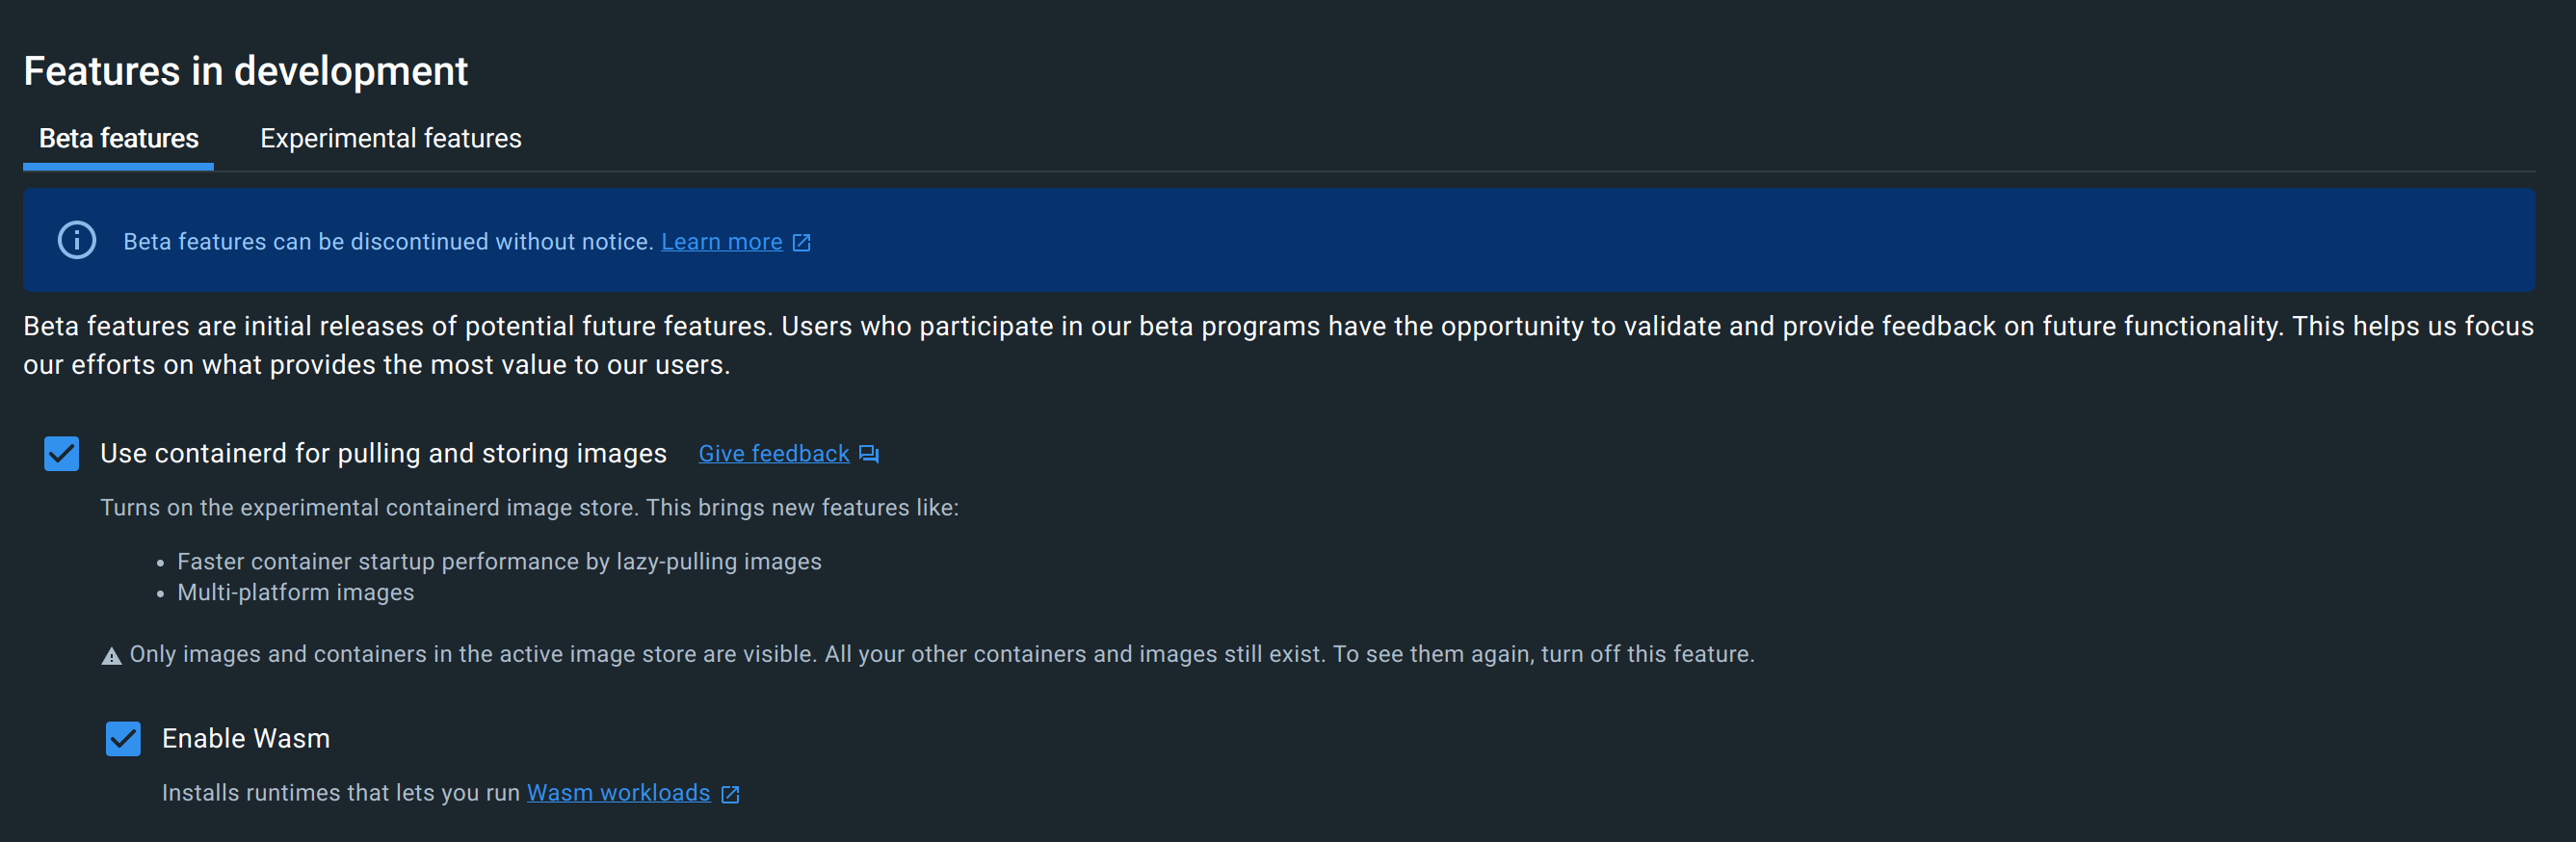 Features in development
Beta features
Experimental features
Beta features can be discontinued without notice. Learn more
Beta features are initial releases of potential future features. Users who participate in our beta programs have the opportunity to validate and provide feedback on future functionality. This helps us focus
our efforts on what provides the most value to our users.
Use containerd for pulling and storing images Give feedback
Turns on the experimental containerd image store. This brings new features like:
• Faster container startup performance by lazy-pulling images
• Multi-platform images
Only images and containers in the active image store are visible. All your other containers and images still exist. To see them again, turn off this feature.
Enable Wasm
Installs runtimes that lets you run Wasm workloads